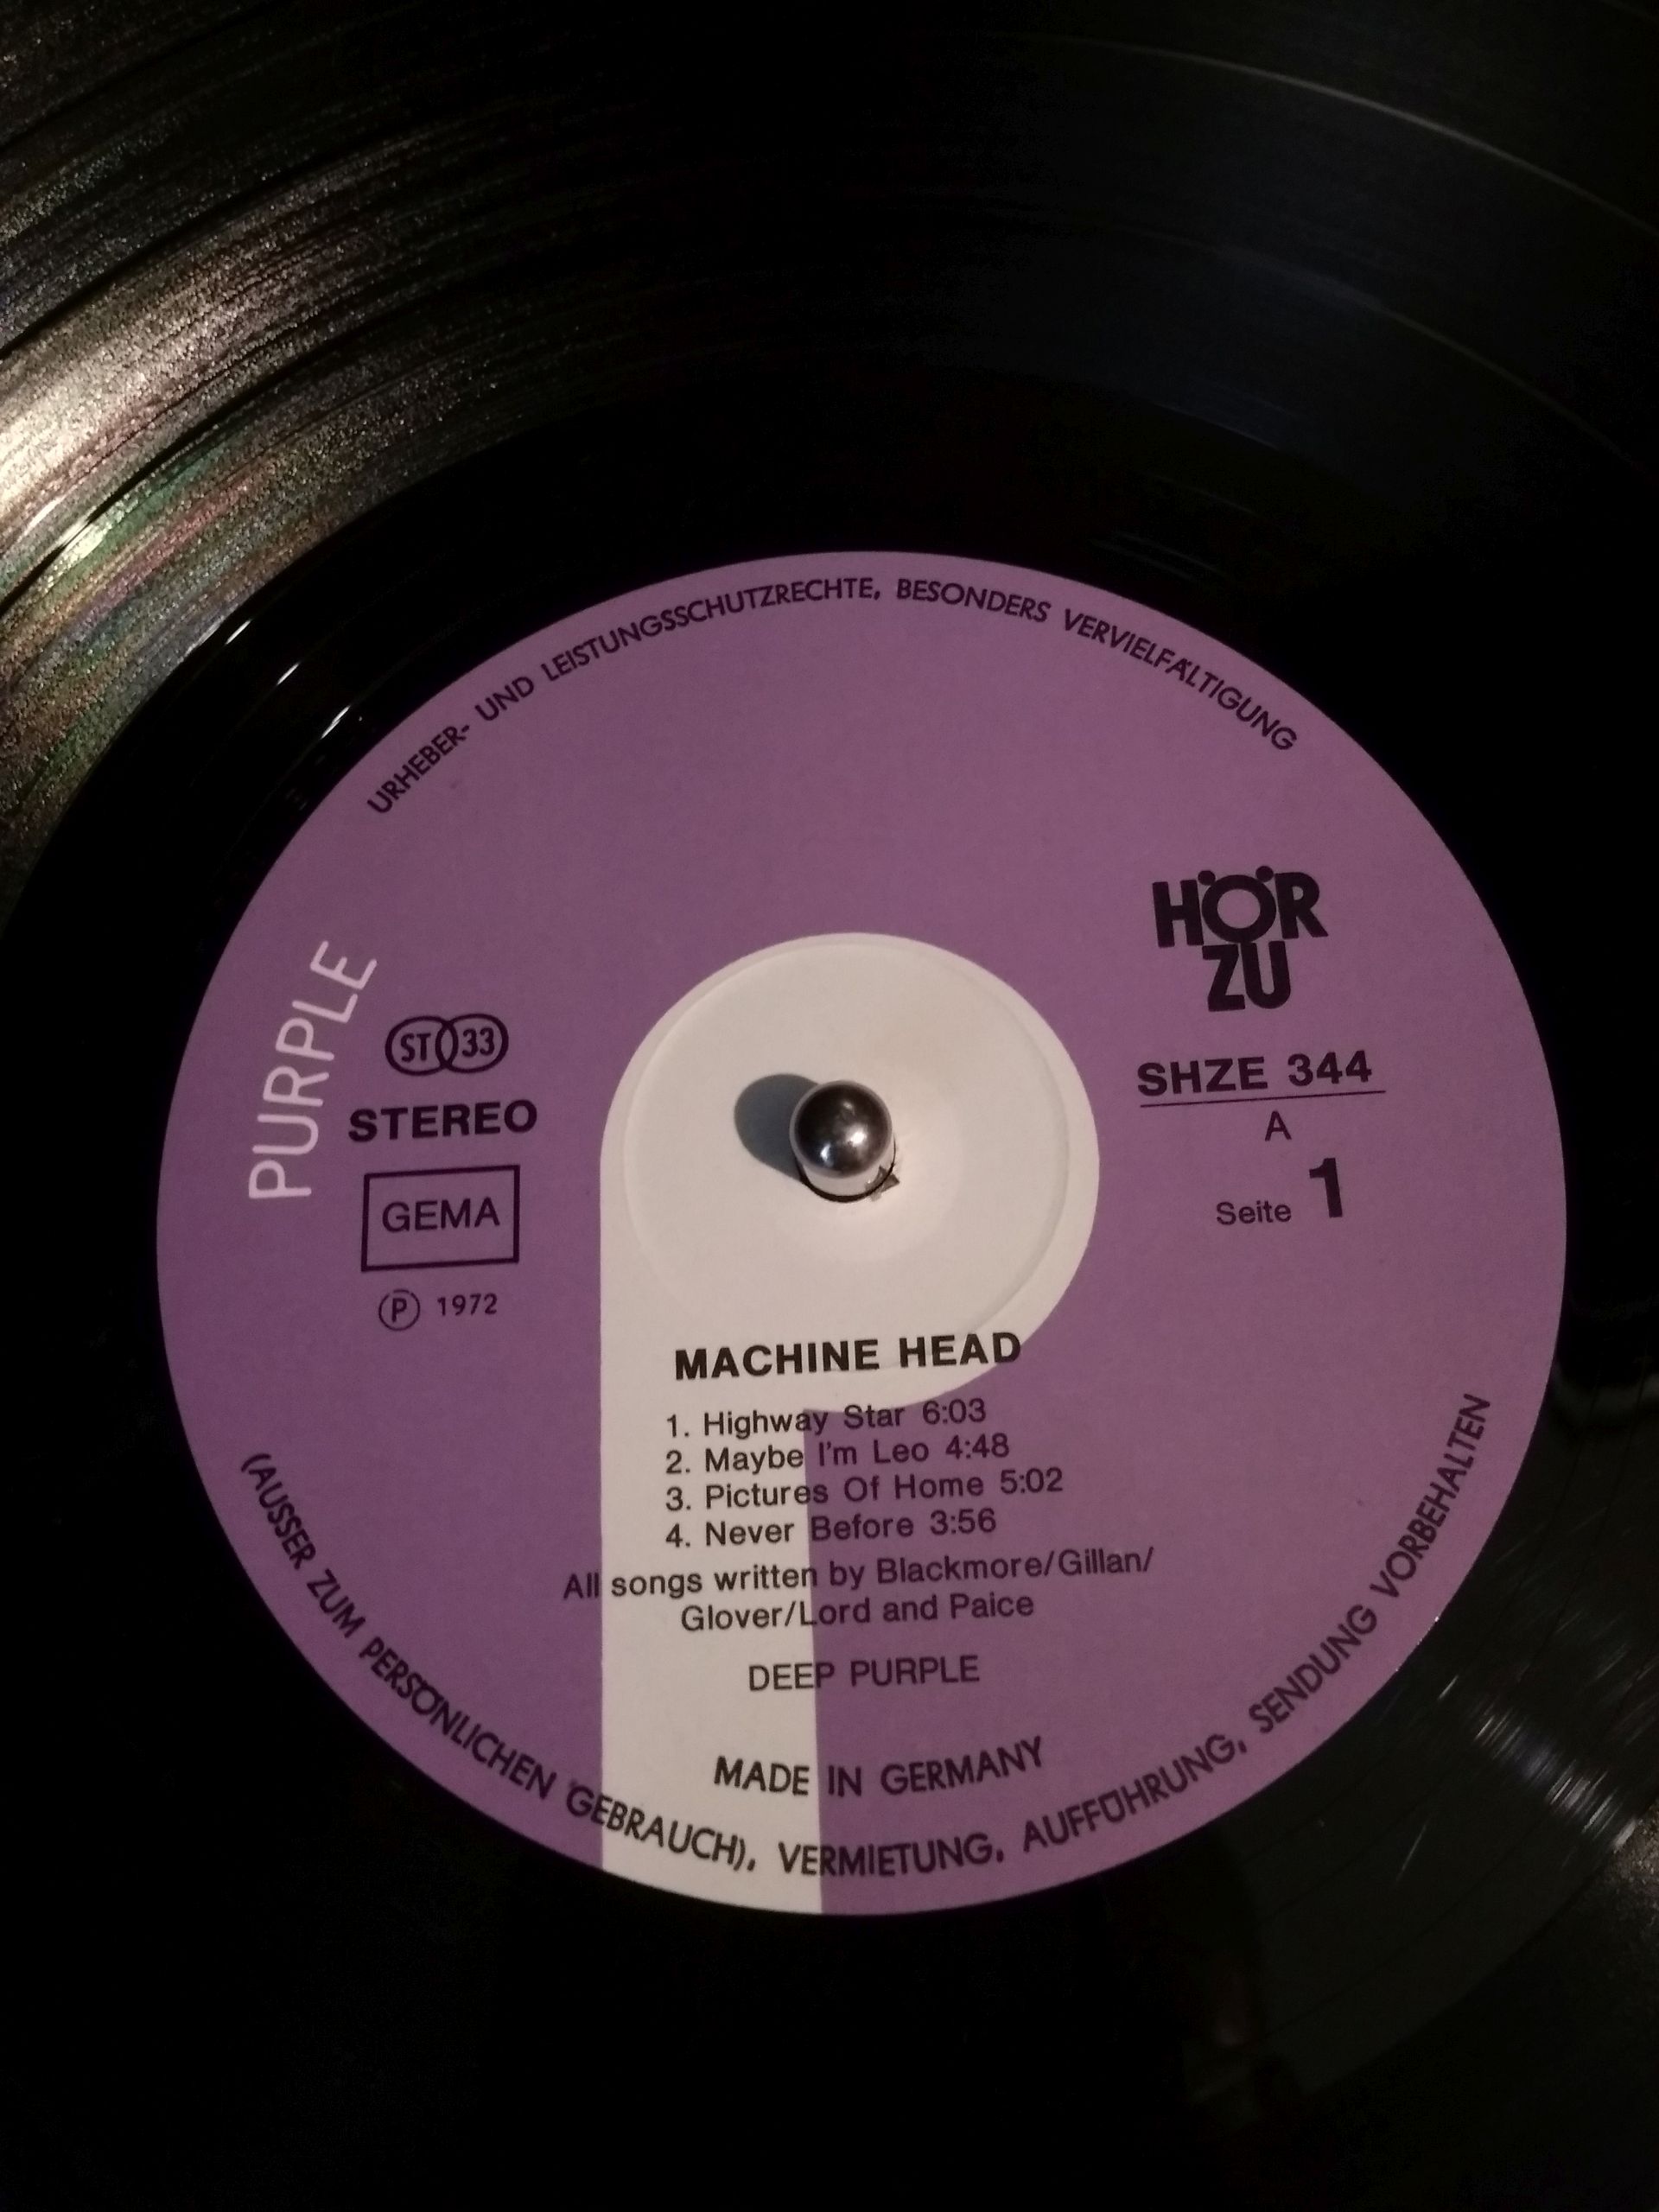 URHEBER- UND LEISTUNGSSCHUTZRECHTE, BESONDERS VERVIELFÄLTIGUNG
PURPLE
ST 33
STEREO
GEMA
Ⓟ 1972
HÖR
ZU
SHZE 344
A
Seite 1
MACHINE HEAD
1. Highway Star 6:03
2. Maybe I'm Leo 4:48
3. Pictures Of Home 5:02
4. Never Before 3:56
All songs written by Blackmore/Gillan/
Glover/Lord and Paice
DEEP PURPLE
MADE IN GERMANY
(AUSSER ZUM PERSÖNLICHEN GEBRAUCH), VERMIETUNG, AUFFÜHRUNG, SENDUNG VORBEHALTEN